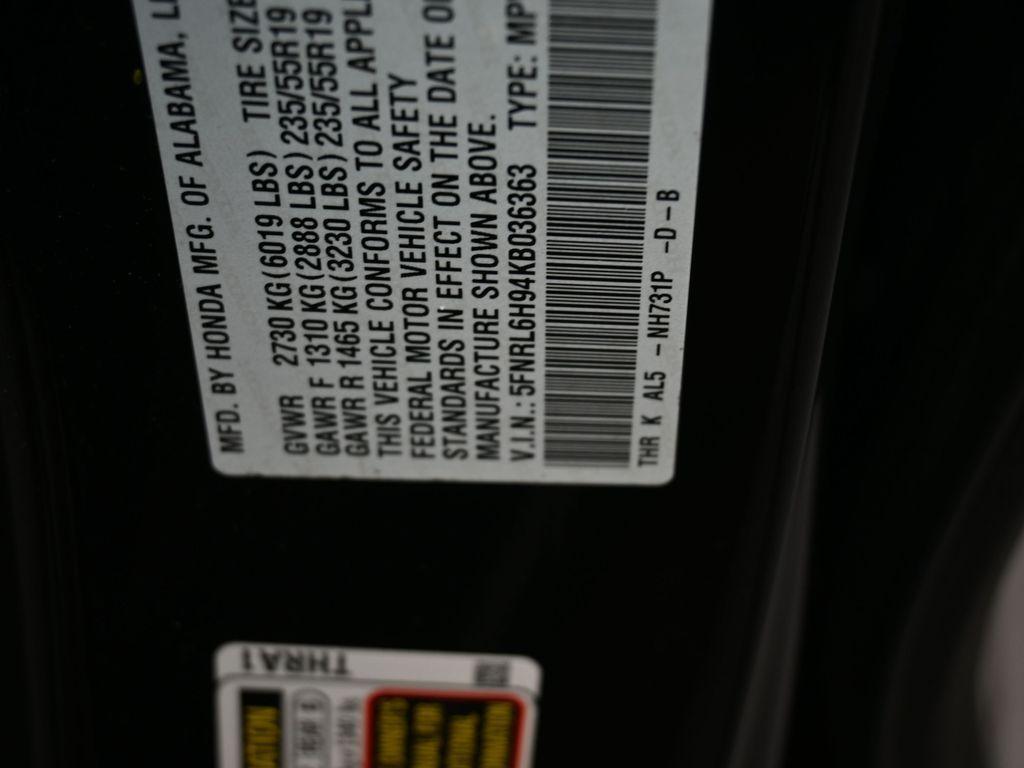 MFD. BY HONDA MFG. OF ALABAMA,
GVWR 2730 KG(6019 LBS) TIRE SIZE
GAWR F 1310 KG(2888 LBS)235/55R19
GAWR R 1465 KG(3230 LBS)235/55R19
THIS VEHICLE CONFORMS TO ALL
FEDERAL MOTOR VEHICLE SAFETY
STANDARDS IN EFFECT ON THE DATE
MANUFACTURE SHOWN ABOVE.
V.I.N.: 5FNRL6H94KB036363 TYPE: MP
THR K AL5 - NH731P -D-B
THRA1